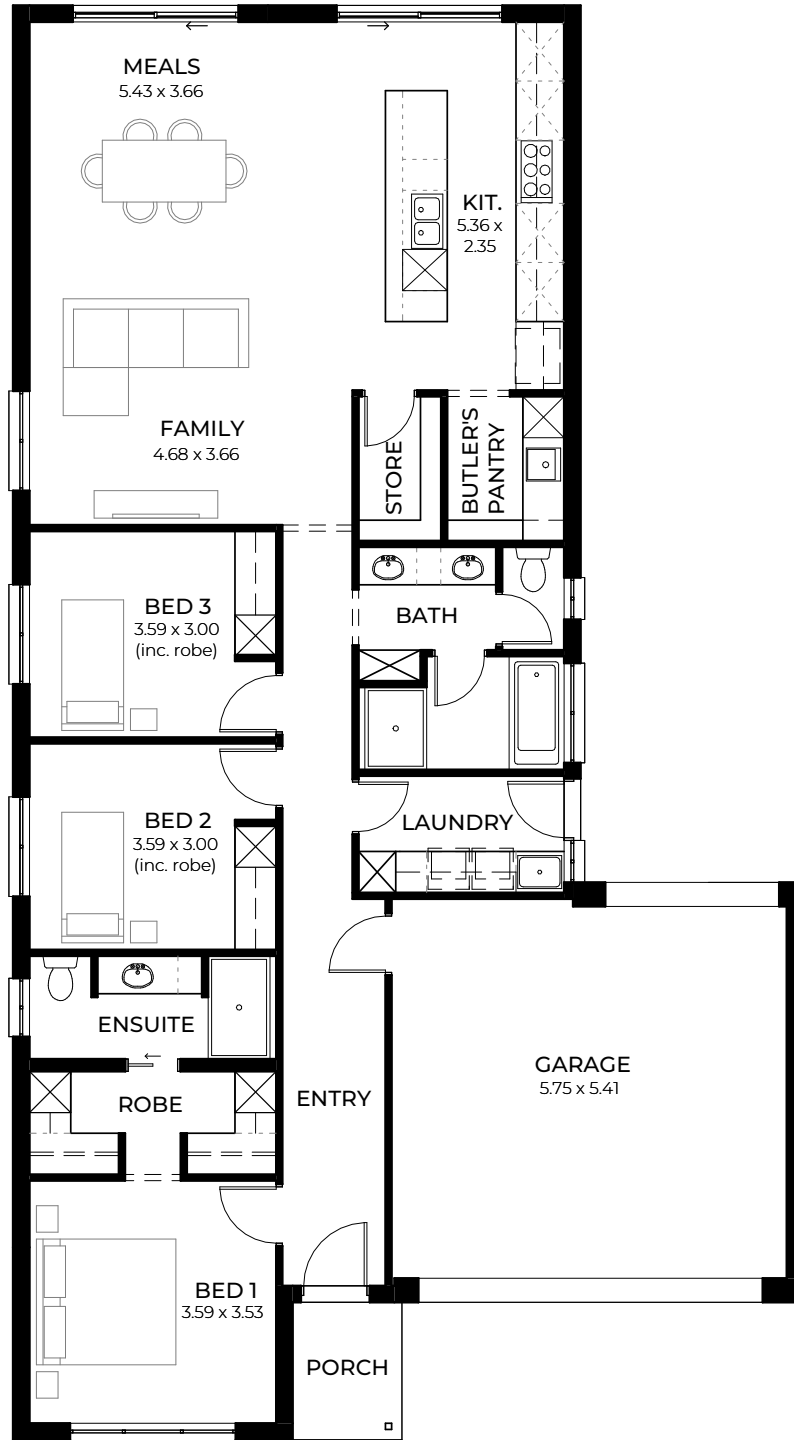 MEALS
5.43 x 3.66
KIT.
5.36 x
2.35
FAMILY
4.68 x 3.66
STORE
BUTLER'S
PANTRY
BED 3
3.59 x 3.00
(inc. robe)
BATH
BED 2
3.59 x 3.00
(inc. robe)
LAUNDRY
ENSUITE
ROBE
ENTRY
GARAGE
5.75 x 5.41
BED 1
3.59 x 3.53
PORCH